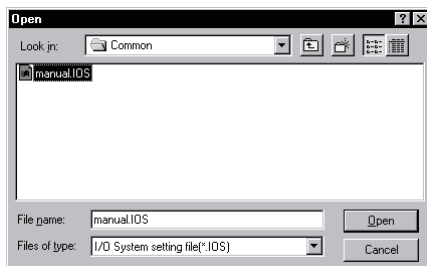 Open
Look in:
Common
manual.IOS
File name:
manual.IOS
Open
Files of type:
I/O System setting file(*.IOS)
Cancel